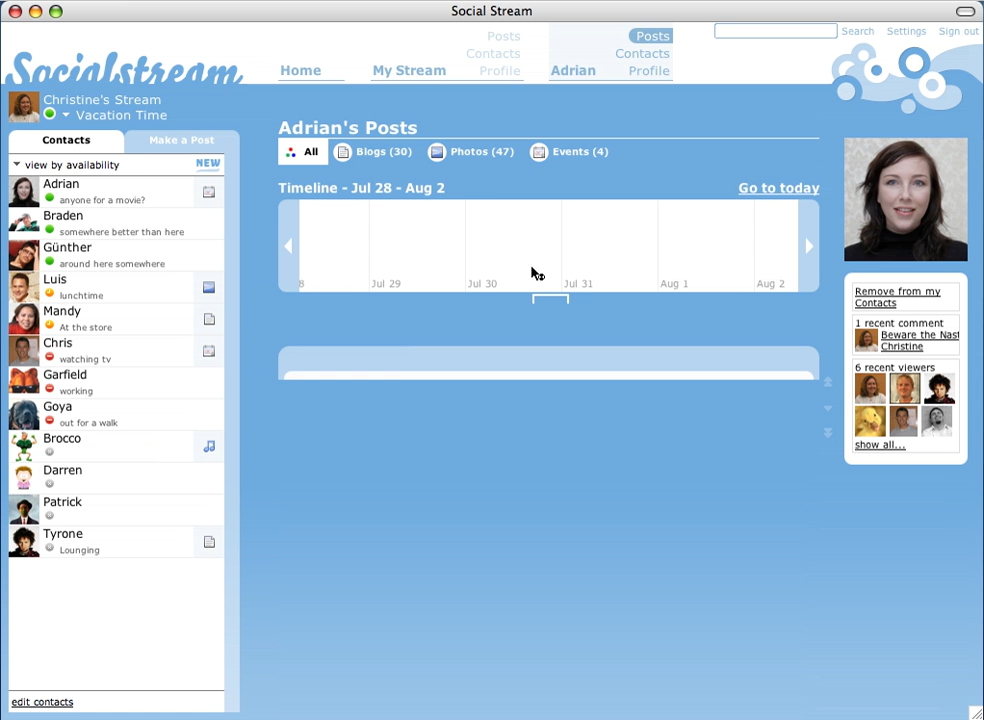 Social Stream
Socialstream
Home
My Stream
Posts
Contacts
Profile
Adrian
Posts
Contacts
Profile
Search
Settings
Sign out
Christine's Stream
Vacation Time
Contacts
Make a Post
view by availability
NEW
Adrian
anyone for a movie?
Braden
somewhere better than here
Günther
around here somewhere
Luis
lunchtime
Mandy
At the store
Chris
watching tv
Garfield
working
Goya
out for a walk
Brocco
Darren
Patrick
Tyrone
Lounging
edit contacts
Adrian's Posts
All
Blogs (30)
Photos (47)
Events (4)
Timeline - Jul 28 - Aug 2
Go to today
8
Jul 29
Jul 30
Jul 31
Aug 1
Aug 2
Remove from my
Contacts
1 recent comment
Beware the Nast
Christine
6 recent viewers
show all...